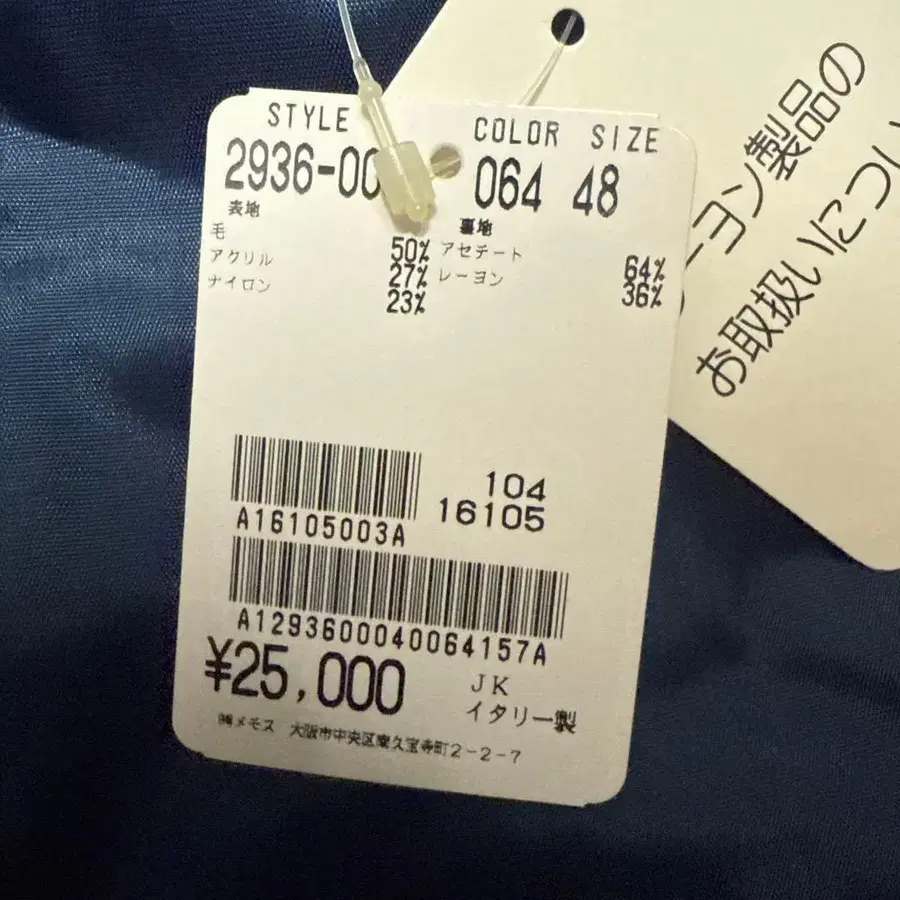 STYLE COLOR SIZE
2936-00 064 48
表地 裏地
毛 50% アセテート 64%
アクリル 27% レーヨン 36%
ナイロン 23%
104
16105
A16105003A
A1293600040064157A
¥25,000 JK
イタリー製
㈱メモス 大阪市中央区南久宝寺町2-2-7
ーヨン製品の
お取扱いについ